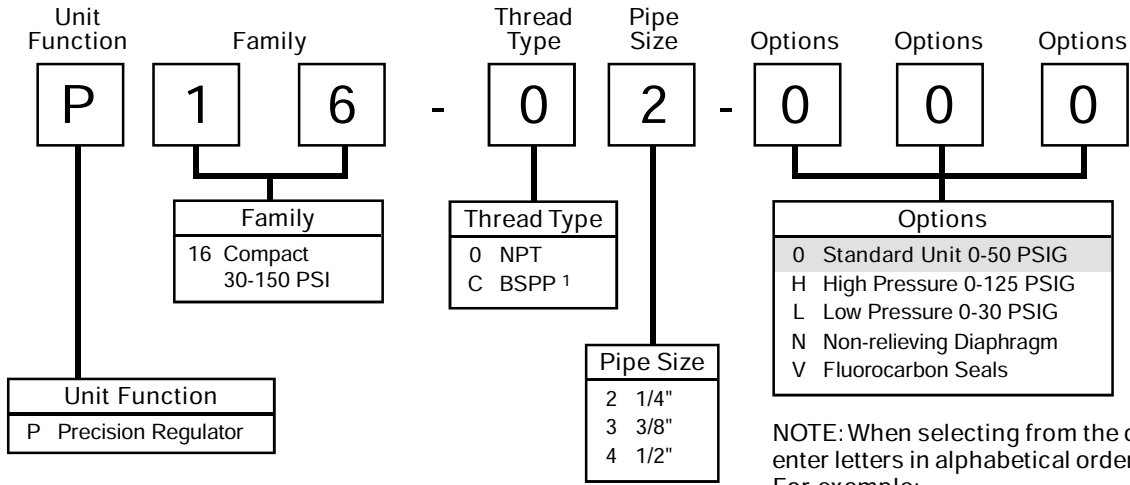 Unit
Function
Family
Thread
Type
Pipe
Size
Options
Options
Options
P 1 6 - 0 2 - 0 0 0
Family
16 Compact
30-150 PSI
Thread Type
0 NPT
C BSPP 1
Options
0 Standard Unit 0-50 PSIG
H High Pressure 0-125 PSIG
L Low Pressure 0-30 PSIG
N Non-relieving Diaphragm
V Fluorocarbon Seals
Pipe Size
2 1/4"
3 3/8"
4 1/2"
Unit Function
P Precision Regulator
NOTE: When selecting from the
enter letters in alphabetical order